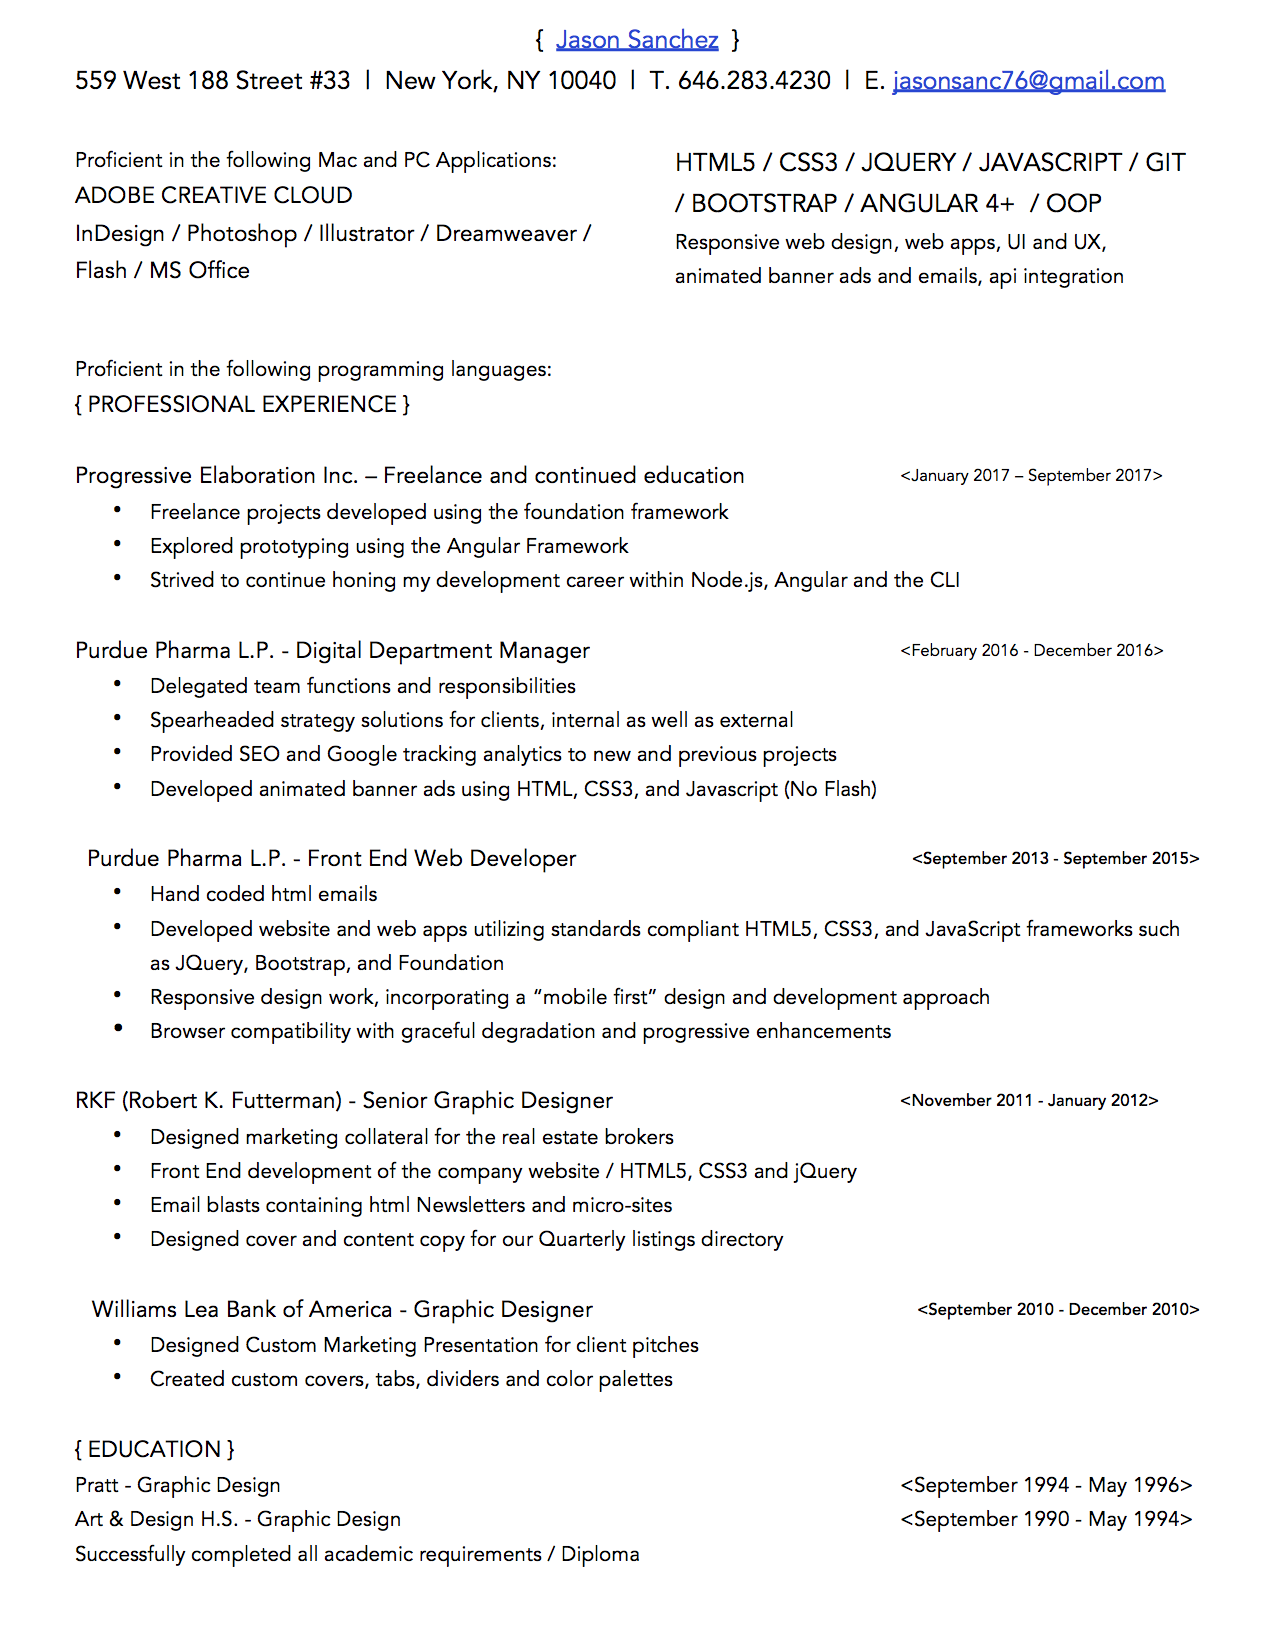 { Jason Sanchez }
559 West 188 Street #33 | New York, NY 10040 | T. 646.283.4230 | E. jasonsanc76@gmail.com
Proficient in the following Mac and PC Applications:
ADOBE CREATIVE CLOUD
InDesign / Photoshop / Illustrator / Dreamweaver /
Flash / MS Office
HTML5 / CSS3 / JQUERY / JAVASCRIPT / GIT
/ BOOTSTRAP / ANGULAR 4+ / OOP
Responsive web design, web apps, UI and UX,
animated banner ads and emails, api integration
Proficient in the following programming languages:
{ PROFESSIONAL EXPERIENCE }
Progressive Elaboration Inc. – Freelance and continued education <January 2017 – September 2017>
• Freelance projects developed using the foundation framework
• Explored prototyping using the Angular Framework
• Strived to continue honing my development career within Node.js, Angular and the CLI
Purdue Pharma L.P. - Digital Department Manager <February 2016 - December 2016>
• Delegated team functions and responsibilities
• Spearheaded strategy solutions for clients, internal as well as external
• Provided SEO and Google tracking analytics to new and previous projects
• Developed animated banner ads using HTML, CSS3, and Javascript (No Flash)
Purdue Pharma L.P. - Front End Web Developer <September 2013 - September 2015>
• Hand coded html emails
• Developed website and web apps utilizing standards compliant HTML5, CSS3, and JavaScript frameworks such
as JQuery, Bootstrap, and Foundation
• Responsive design work, incorporating a “mobile first” design and development approach
• Browser compatibility with graceful degradation and progressive enhancements
RKF (Robert K. Futterman) - Senior Graphic Designer <November 2011 - January 2012>
• Designed marketing collateral for the real estate brokers
• Front End development of the company website / HTML5, CSS3 and jQuery
• Email blasts containing html Newsletters and micro-sites
• Designed cover and content copy for our Quarterly listings directory
Williams Lea Bank of America - Graphic Designer <September 2010 - December 2010>
• Designed Custom Marketing Presentation for client pitches
• Created custom covers, tabs, dividers and color palettes
{ EDUCATION }
Pratt - Graphic Design <September 1994 - May 1996>
Art & Design H.S. - Graphic Design <September 1990 - May 1994>
Successfully completed all academic requirements / Diploma